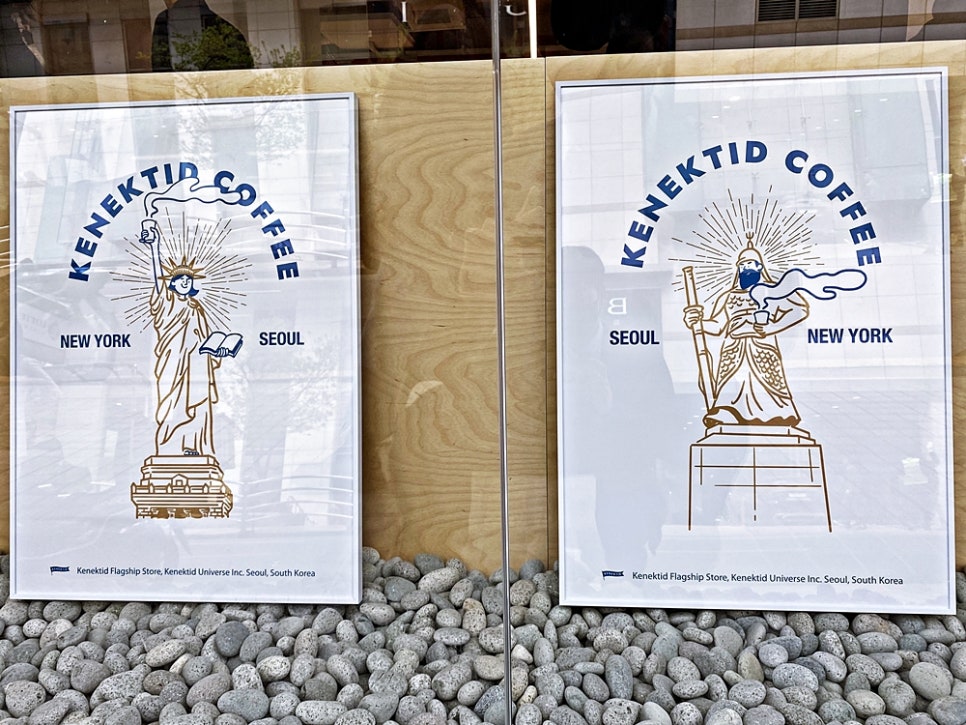 KENEKTID COFFEE
NEW YORK
SEOUL
Kenektid Flagship Store, Kenektid Universe Inc. Seoul, South Korea
KENEKTID COFFEE
SEOUL
NEW YORK
Kenektid Flagship Store, Kenektid Universe Inc. Seoul, South Korea